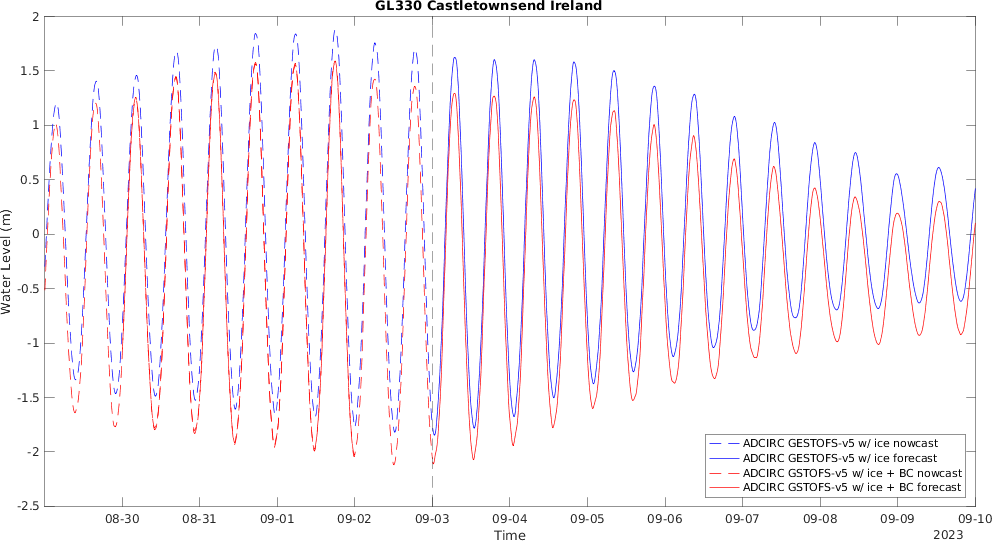 GL330 Castletownsend Ireland
2
1.5
1
0.5
0
-0.5
-1
-1.5
-2
-2.5
Water Level (m)
ADCIRC GESTOFS-v5 w/ ice nowcast
ADCIRC GESTOFS-v5 w/ ice forecast
ADCIRC GSTOFS-v5 w/ ice + BC nowcast
ADCIRC GSTOFS-v5 w/ ice + BC forecast
08-30 08-31 09-01 09-02 09-03 09-04 09-05 09-06 09-07 09-08 09-09 09-10
Time
2023